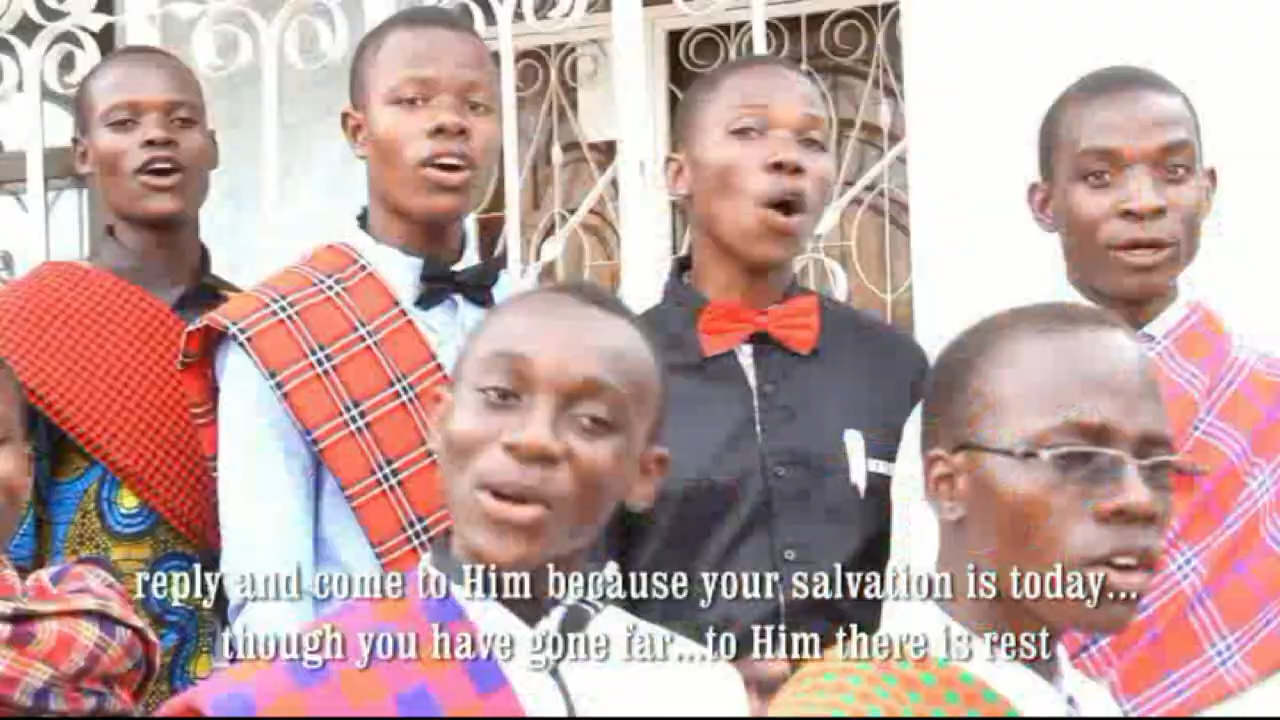 reply and come to Him because your salvation is today...
though you have gone far...to Him there is rest